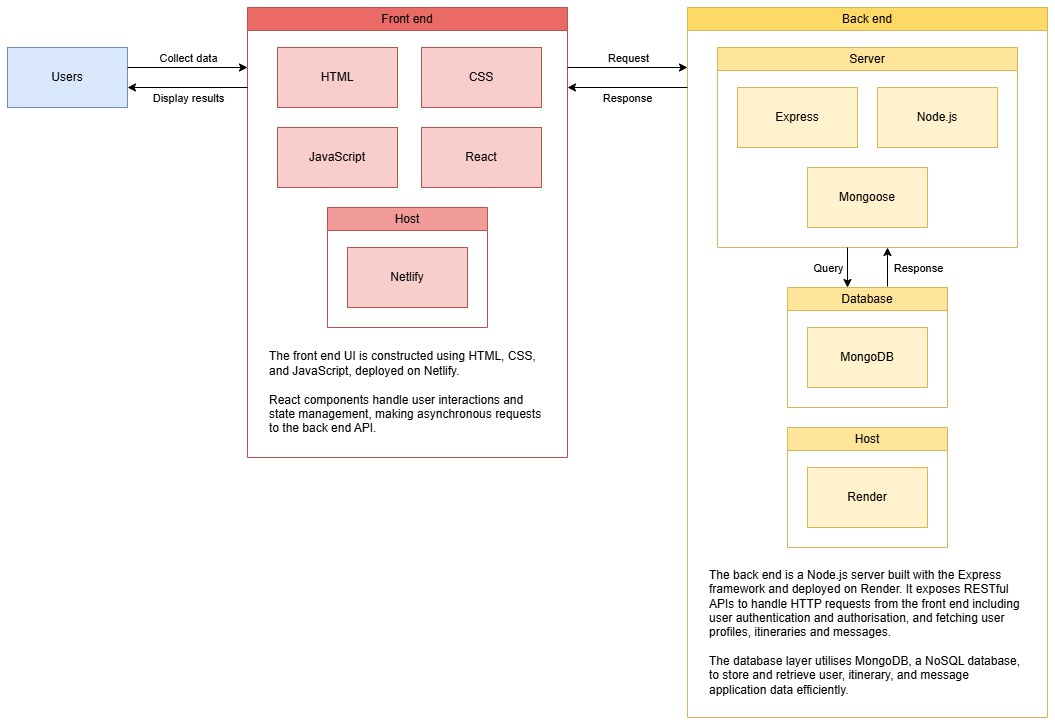 Users
Collect data
Display results
Front end
HTML
CSS
JavaScript
React
Host
Netlify
The front end UI is constructed using HTML, CSS,
and JavaScript, deployed on Netlify.
React components handle user interactions and
state management, making asynchronous requests
to the back end API.
Request
Response
Back end
Server
Express
Node.js
Mongoose
Query
Response
Database
MongoDB
Host
Render
The back end is a Node.js server built with the Express
framework and deployed on Render. It exposes RESTful
APIs to handle HTTP requests from the front end including
user authentication and authorisation, and fetching user
profiles, itineraries and messages.
The database layer utilises MongoDB, a NoSQL database,
to store and retrieve user, itinerary, and message
application data efficiently.